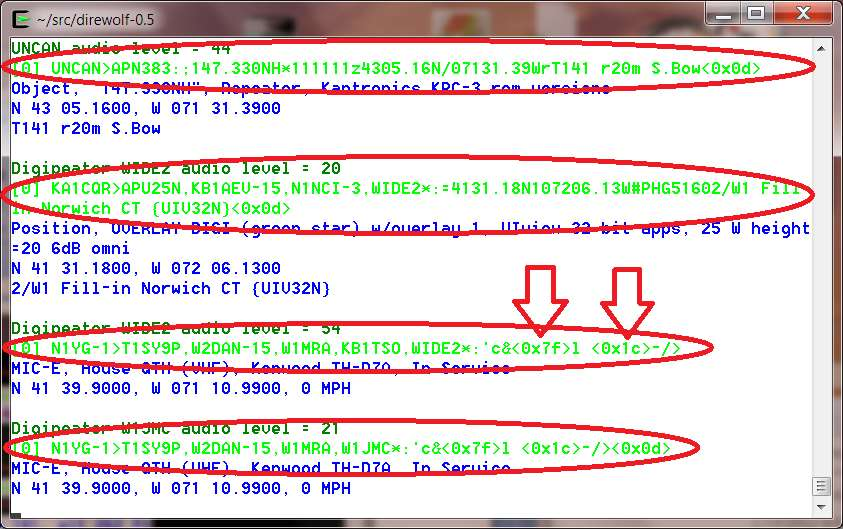 ~/src/direwolf-0.5
UNCAN audio level = 44
[0] UNCAN>APN383:;147.330NH*111111z4305.16N/07131.39WrT141 r20m S.Bow<0x0d>
Object, "147.330NH", Repeater, Kantronics KPC-3 rom versions
N 43 05.1600, W 071 31.3900
T141 r20m S.Bow
Digipeater WIDE2 audio level = 20
[0] KA1CQR>APU25N,KB1AEV-15,N1NCI-3,WIDE2*:=4131.18N107206.13W#PHG51602/W1 Fill-
in Norwich CT {UIV32N}<0x0d>
Position, OVERLAY DIGI (green star) w/overlay 1, UIview 32 bit apps, 25 W height
=20 6dB omni
N 41 31.1800, W 072 06.1300
2/W1 Fill-in Norwich CT {UIV32N}
Digipeater WIDE2 audio level = 54
[0] N1YG-1>T1SY9P,W2DAN-15,W1MRA,KB1TSO,WIDE2*:'c&<0x7f>l <0x1c>-/>
MIC-E, House QTH (VHF), Kenwood TH-D7A, In Service
N 41 39.9000, W 071 10.9900, 0 MPH
Digipeater W1JMC audio level = 21
[0] N1YG-1>T1SY9P,W2DAN-15,W1MRA,W1JMC*:'c&<0x7f>l <0x1c>-/><0x0d>
MIC-E, House QTH (VHF), Kenwood TH-D7A, In Service
N 41 39.9000, W 071 10.9900, 0 MPH